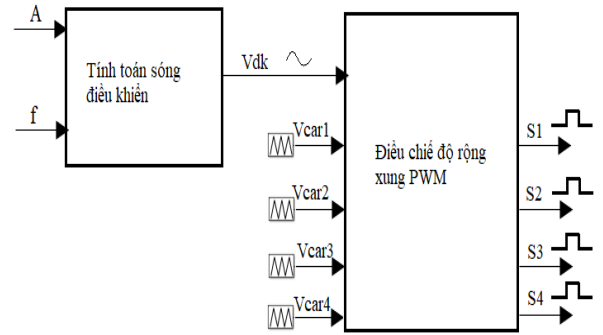 A
f
Tính toán sóng
điều khiển
Vdk
Vcar1
Vcar2
Vcar3
Vcar4
Điều chế độ rộng
xung PWM
S1
S2
S3
S4